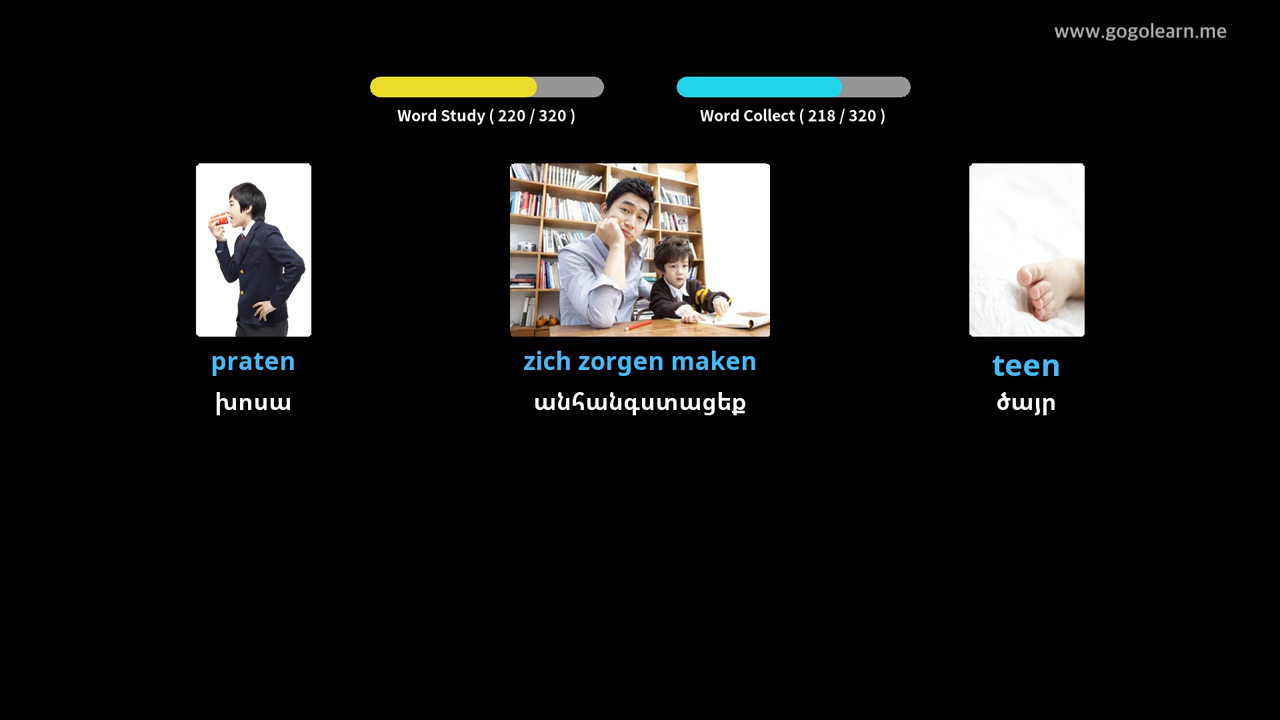 www.gogolearn.me
Word Study ( 220 / 320 )
Word Collect ( 218 / 320 )
praten
zich zorgen maken
teen
խոսա
անհանգստացեք
ծայր